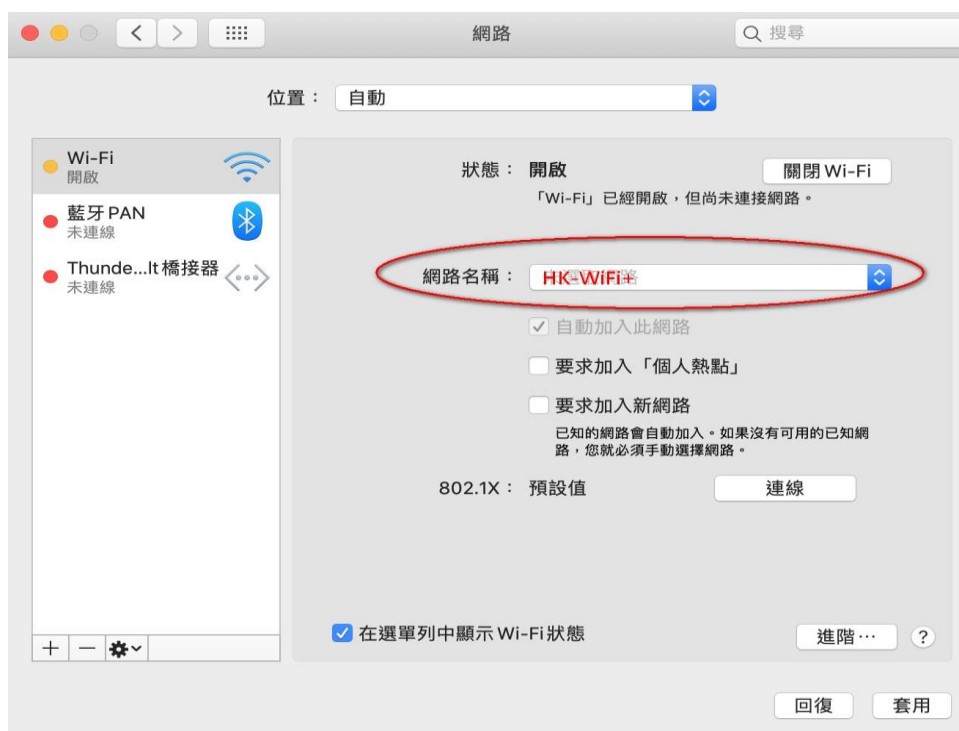 網路
搜尋
位置： 自動
Wi-Fi
開啟
藍牙 PAN
未連線
Thunde...lt 橋接器
未連線
狀態： 開啟 關閉 Wi-Fi
「Wi-Fi」已經開啟，但尚未連接網路。
網路名稱： HK-WiFi+
自動加入此網路
要求加入「個人熱點」
要求加入新網路
已知的網路會自動加入。如果沒有可用的已知網
路，您就必須手動選擇網路。
802.1X： 預設值 連線
在選單列中顯示 Wi-Fi 狀態
進階… ?
回復 套用